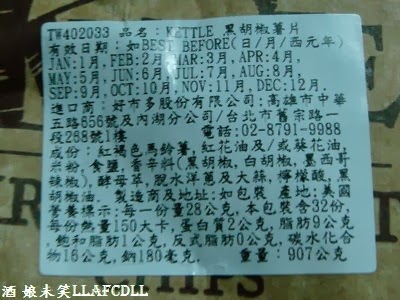 TW402033 品名：KETTLE 黑胡椒薯片
有效日期：如BEST BEFORE(日/月/西元年)
JAN:1月,FEB:2月,MAR:3月,APR:4月,
MAY:5月,JUN:6月,JUL:7月,AUG:8月,
SEP:9月,OCT:10月,NOV:11月,DEC:12月.
進口商：好市多股份有限公司:高雄市中華
五路656號及內湖分公司/台北市舊宗路一
段268號1樓 電話:02-8791-9988
成份：紅褐色馬鈴薯,紅花油及/或葵花油,
米粉,食鹽,香辛料(黑胡椒,白胡椒,墨西哥
辣椒),酵母萃,脫水洋蔥及大蒜,檸檬酸,黑
胡椒油. 製造商及地址:如包裝 產地：美國
營養標示:每一份量28公克,本包裝含32份,
每份熱量150大卡,蛋白質2公克,脂肪9公克
,飽和脂肪1公克,反式脂肪0公克,碳水化合
物16公克,鈉180毫克. 重量：907公克
CHIPS
酒娘未笑LLAFCDLL